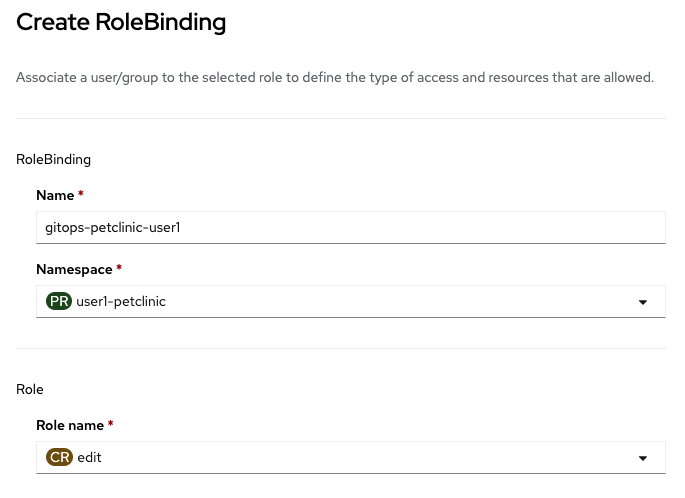 Create RoleBinding
Associate a user/group to the selected role to define the type of access and resources that are allowed.
RoleBinding
Name *
gitops-petclinic-user1
Namespace *
PR user1-petclinic
Role
Role name *
CR edit